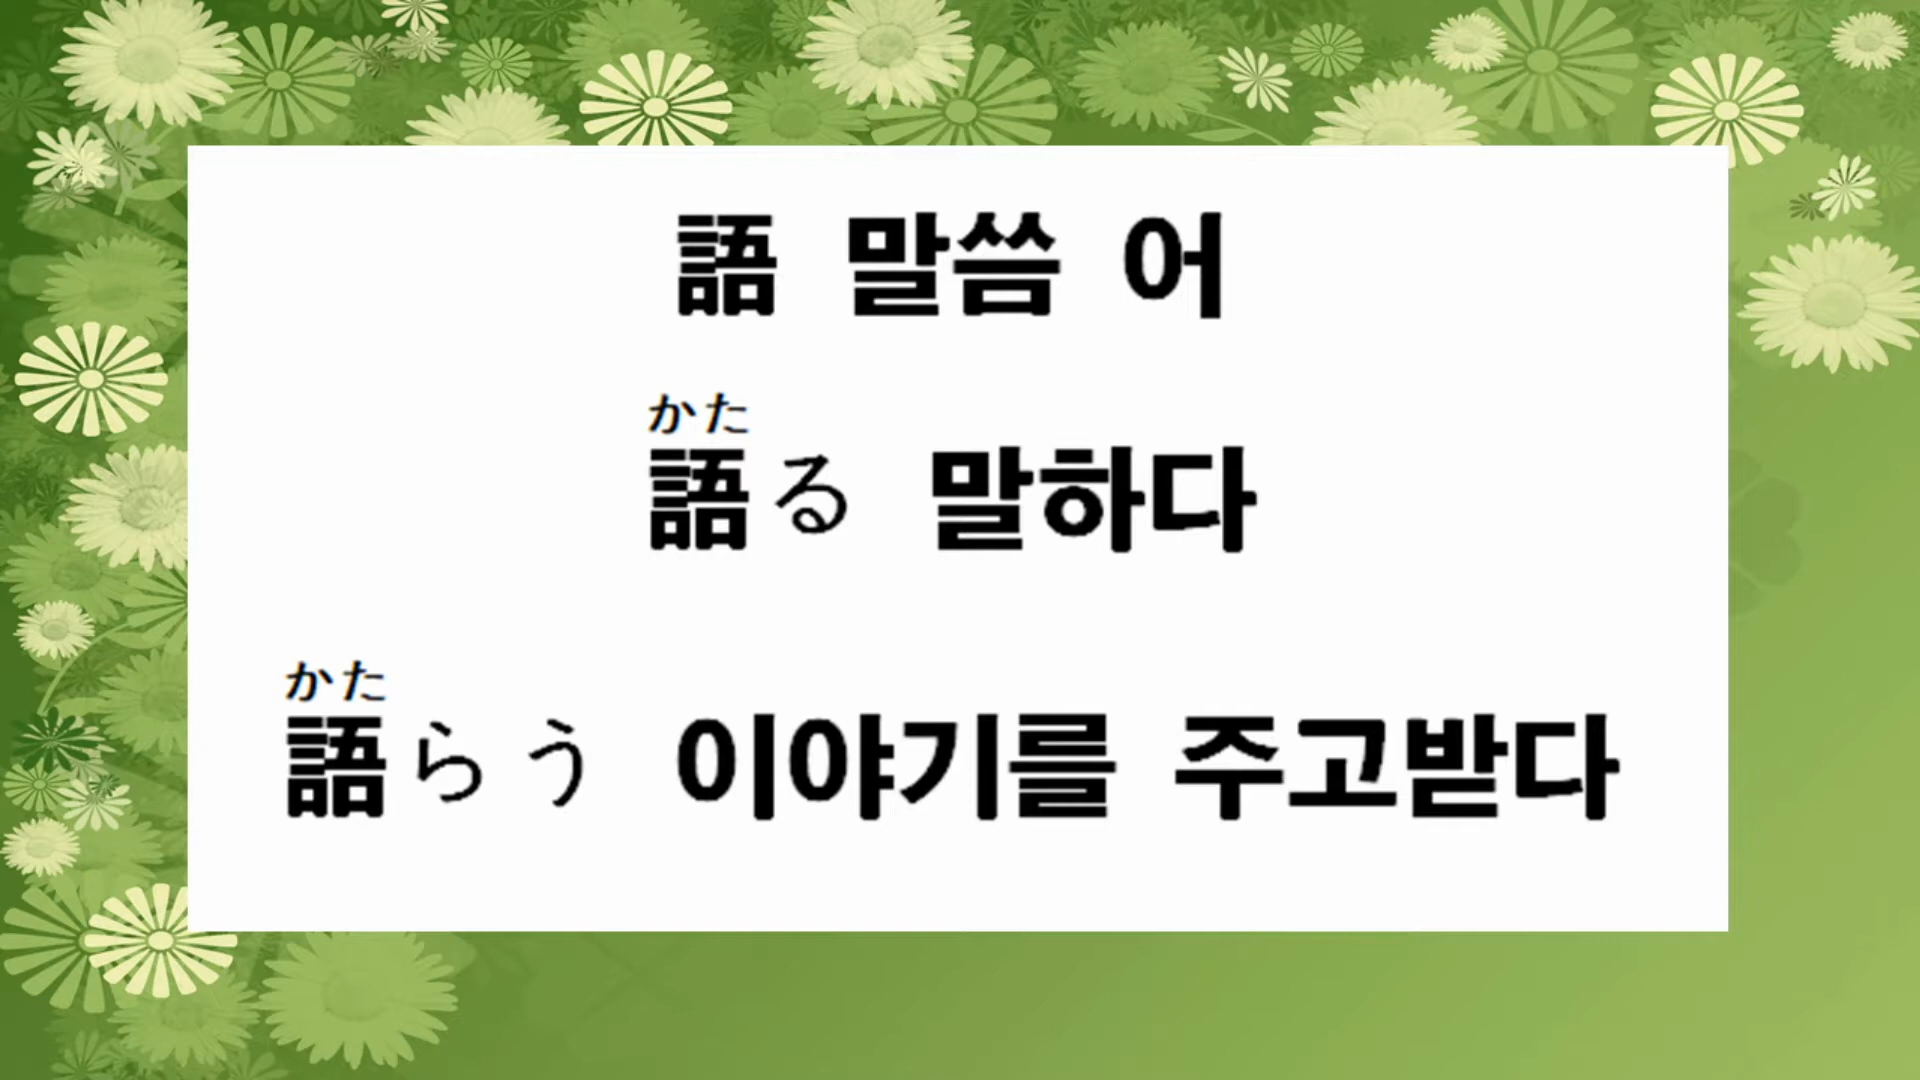 語 말씀 어
かた
語る 말하다
かた
語らう 이야기를 주고받다